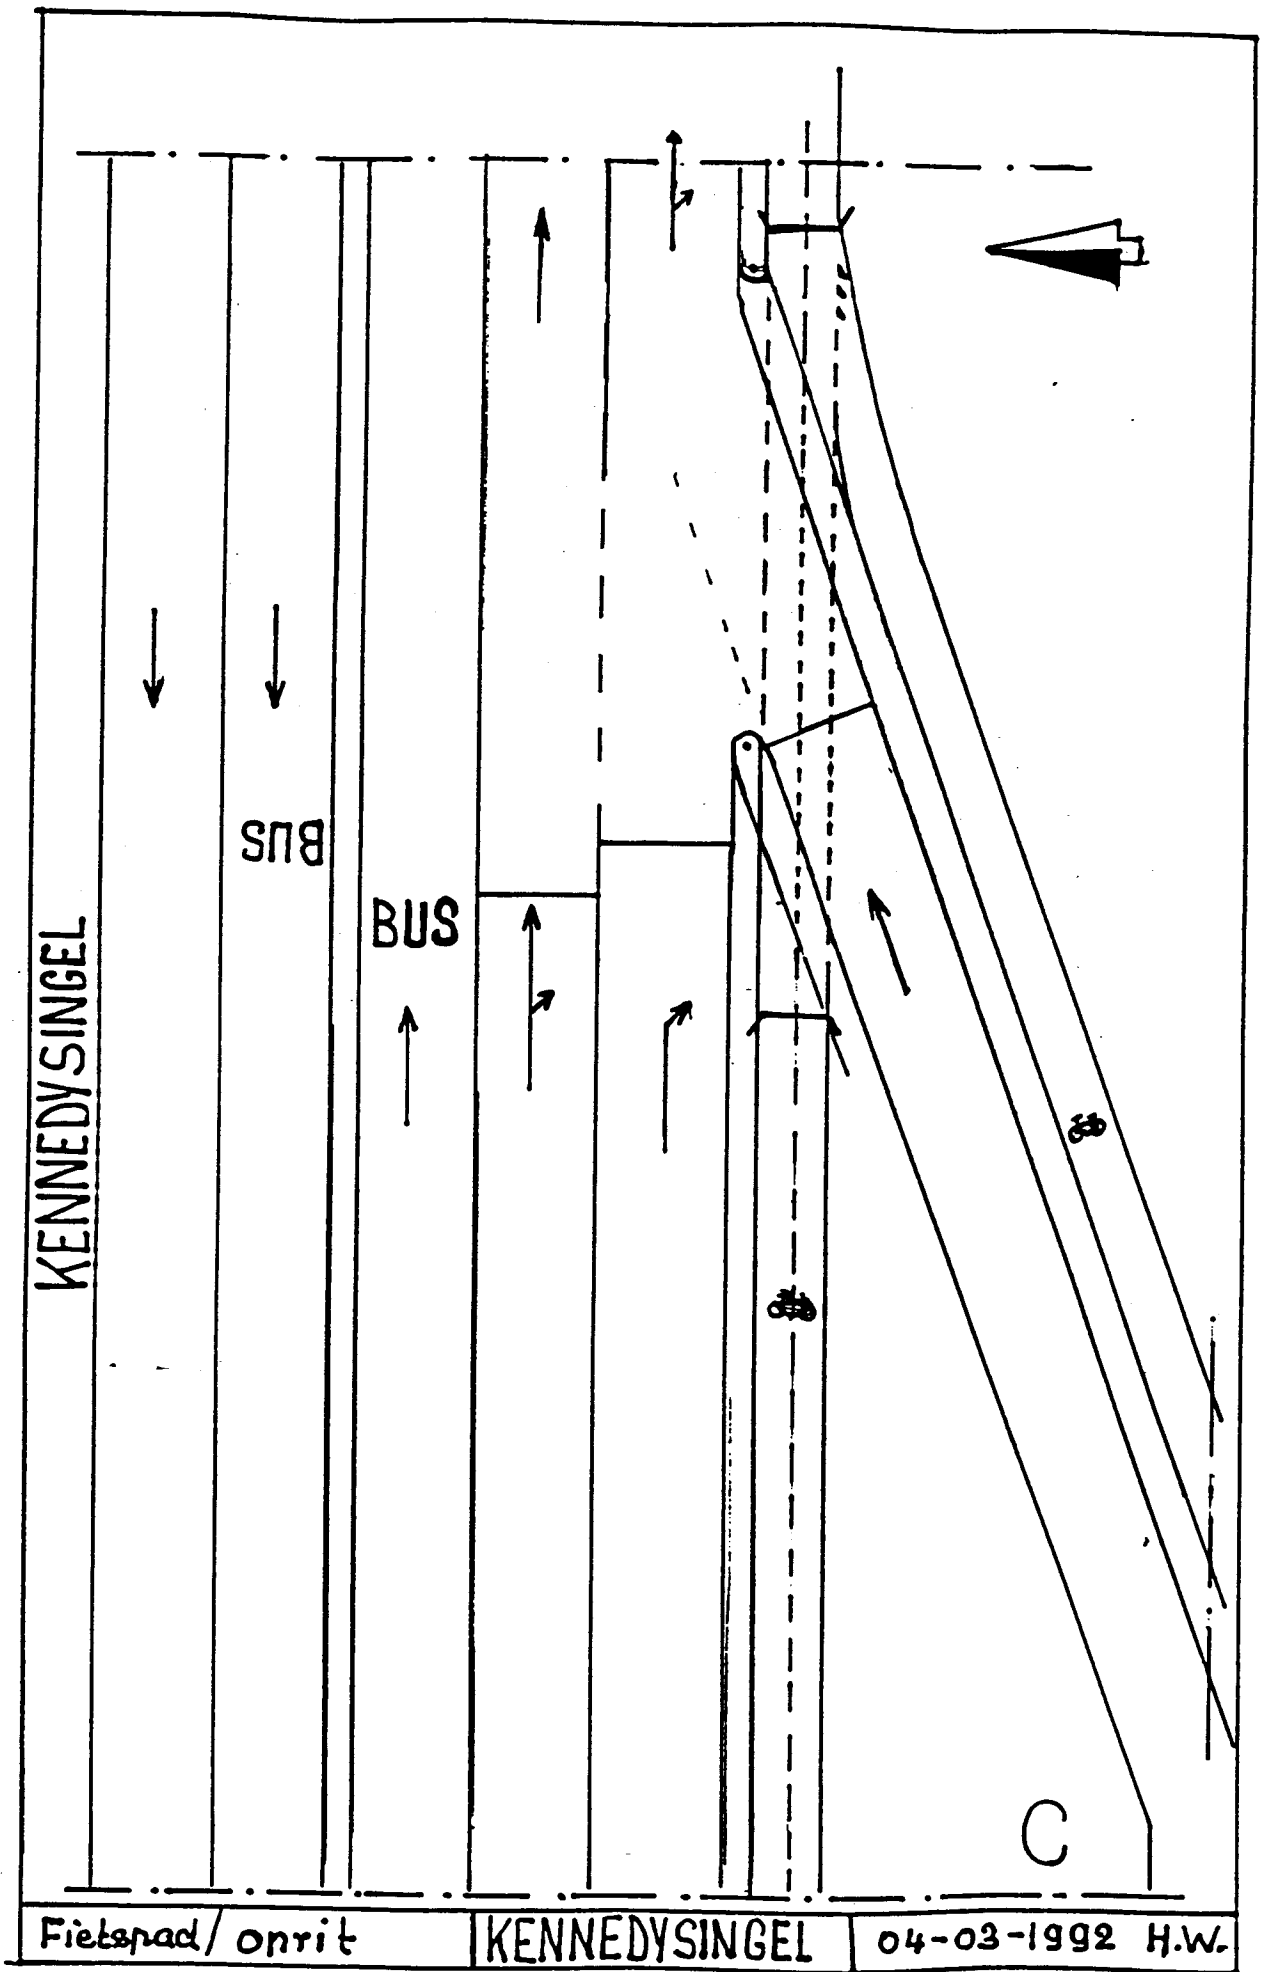 BUS
BUS
KENNEDYSINGEL
C
Fietspad/ onrit
KENNEDYSINGEL
04-03-1992 H.W.